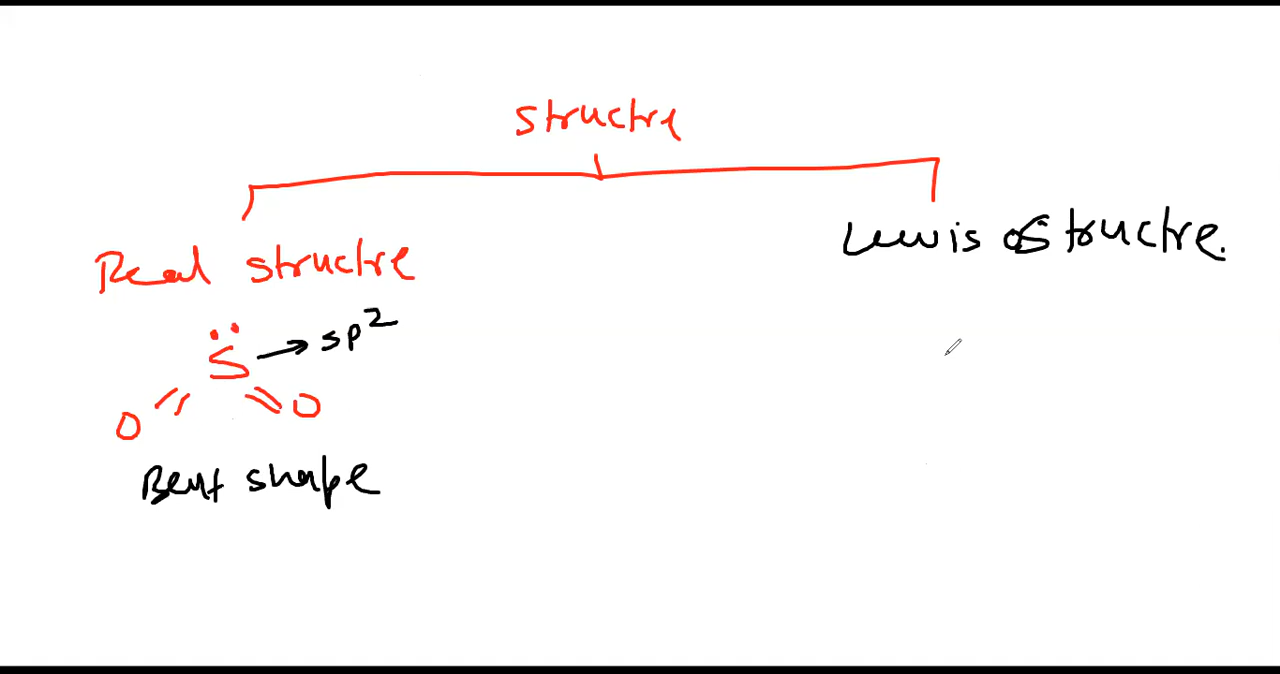 structre
Real structre
Lewis structre.
S → sp²
O O
Bent shape